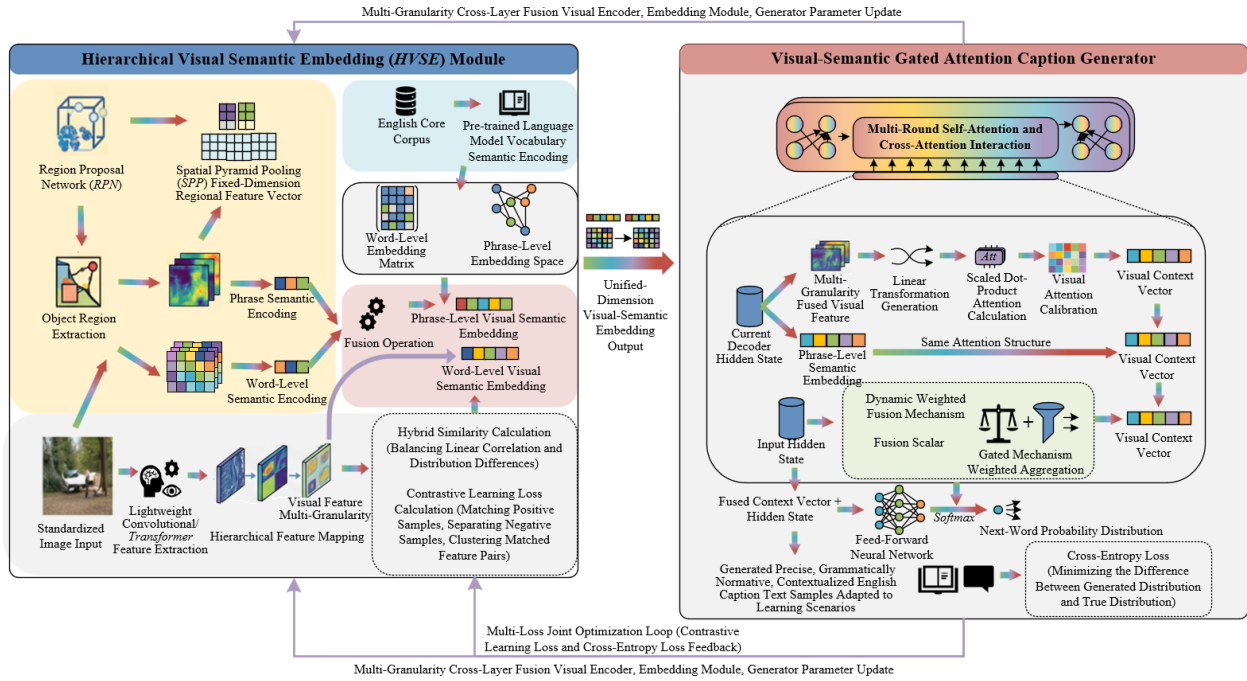 Multi-Granularity Cross-Layer Fusion Visual Encoder, Embedding Module, Generator Parameter Update
Hierarchical Visual Semantic Embedding (HVSE) Module
Region Proposal
Network (RPN)
Spatial Pyramid Pooling
(SPP) Fixed-Dimension
Regional Feature Vector
Object Region
Extraction
Phrase Semantic
Encoding
Word-Level
Semantic Encoding
English Core
Corpus
Pre-trained Language
Model Vocabulary
Semantic Encoding
Word-Level
Embedding
Matrix
Phrase-Level
Embedding Space
Fusion Operation
Phrase-Level Visual Semantic
Embedding
Word-Level Visual
Semantic Embedding
Standardized
Image Input
Lightweight
Convolutional/
Transformer
Feature Extraction
Visual Feature
Multi-Granularity
Hierarchical Feature Mapping
Hybrid Similarity Calculation
(Balancing Linear Correlation and
Distribution Differences)
Contrastive Learning Loss
Calculation (Matching Positive
Samples, Separating Negative
Samples, Clustering Matched
Feature Pairs)
Unified-
Dimension
Visual-Semantic
Embedding
Output
Visual-Semantic Gated Attention Caption Generator
Multi-Round Self-Attention and
Cross-Attention Interaction
Current
Decoder
Hidden State
Multi-
Granularity
Fused Visual
Feature
Linear
Transformation
Generation
Att
Scaled Dot-
Product
Attention
Calculation
Visual
Attention
Calibration
Visual Context
Vector
Phrase-Level
Semantic
Embedding
Same Attention Structure
Visual Context
Vector
Input Hidden
State
Dynamic Weighted
Fusion Mechanism
Fusion Scalar
Gated Mechanism
Weighted Aggregation
Visual Context
Vector
Fused Context Vector +
Hidden State
Feed-Forward
Neural Network
Softmax
Next-Word Probability Distribution
Generated Precise, Grammatically
Normative, Contextualized English
Caption Text Samples Adapted to
Learning Scenarios
Cross-Entropy Loss
(Minimizing the Difference
Between Generated Distribution
and True Distribution)
Multi-Loss Joint Optimization Loop (Contrastive
Learning Loss and Cross-Entropy Loss Feedback)
Multi-Granularity Cross-Layer Fusion Visual Encoder, Embedding Module, Generator Parameter Update